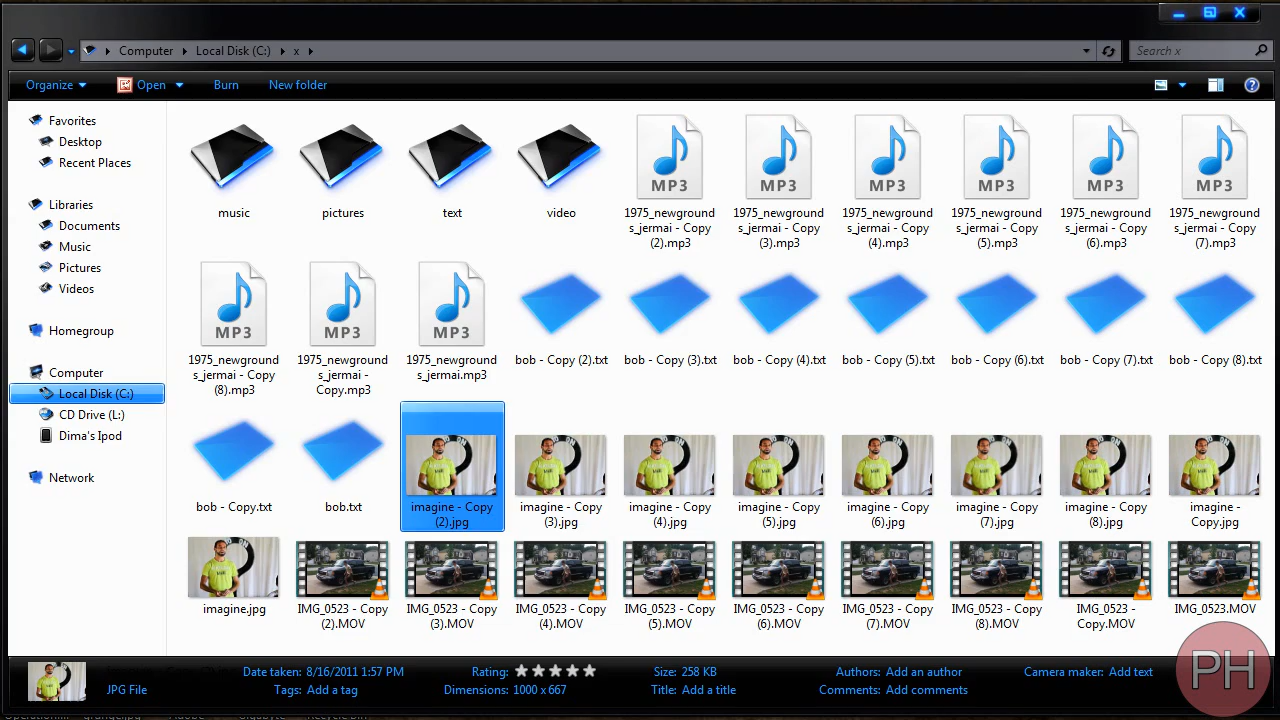 Computer Local Disk (C:) x
Search x
Organize Open Burn New folder
Favorites
Desktop
Recent Places
Libraries
Documents
Music
Pictures
Videos
Homegroup
Computer
Local Disk (C:)
CD Drive (L:)
Dima's Ipod
Network
music
pictures
text
video
MP3
1975_newground
s_jermai - Copy
(2).mp3
MP3
1975_newground
s_jermai - Copy
(3).mp3
MP3
1975_newground
s_jermai - Copy
(4).mp3
MP3
1975_newground
s_jermai - Copy
(5).mp3
MP3
1975_newground
s_jermai - Copy
(6).mp3
MP3
1975_newground
s_jermai - Copy
(7).mp3
MP3
1975_newground
s_jermai - Copy
(8).mp3
MP3
1975_newground
s_jermai -
Copy.mp3
MP3
1975_newground
s_jermai.mp3
bob - Copy (2).txt
bob - Copy (3).txt
bob - Copy (4).txt
bob - Copy (5).txt
bob - Copy (6).txt
bob - Copy (7).txt
bob - Copy (8).txt
bob - Copy.txt
bob.txt
imagine - Copy
(2).jpg
imagine - Copy
(3).jpg
imagine - Copy
(4).jpg
imagine - Copy
(5).jpg
imagine - Copy
(6).jpg
imagine - Copy
(7).jpg
imagine - Copy
(8).jpg
imagine -
Copy.jpg
imagine.jpg
IMG_0523 - Copy
(2).MOV
IMG_0523 - Copy
(3).MOV
IMG_0523 - Copy
(4).MOV
IMG_0523 - Copy
(5).MOV
IMG_0523 - Copy
(6).MOV
IMG_0523 - Copy
(7).MOV
IMG_0523 - Copy
(8).MOV
IMG_0523 -
Copy.MOV
IMG_0523.MOV
Date taken: 8/16/2011 1:57 PM Rating: Size: 258 KB Authors: Add an author Camera maker: Add text
JPG File Tags: Add a tag Dimensions: 1000 x 667 Title: Add a title Comments: Add comments
PH